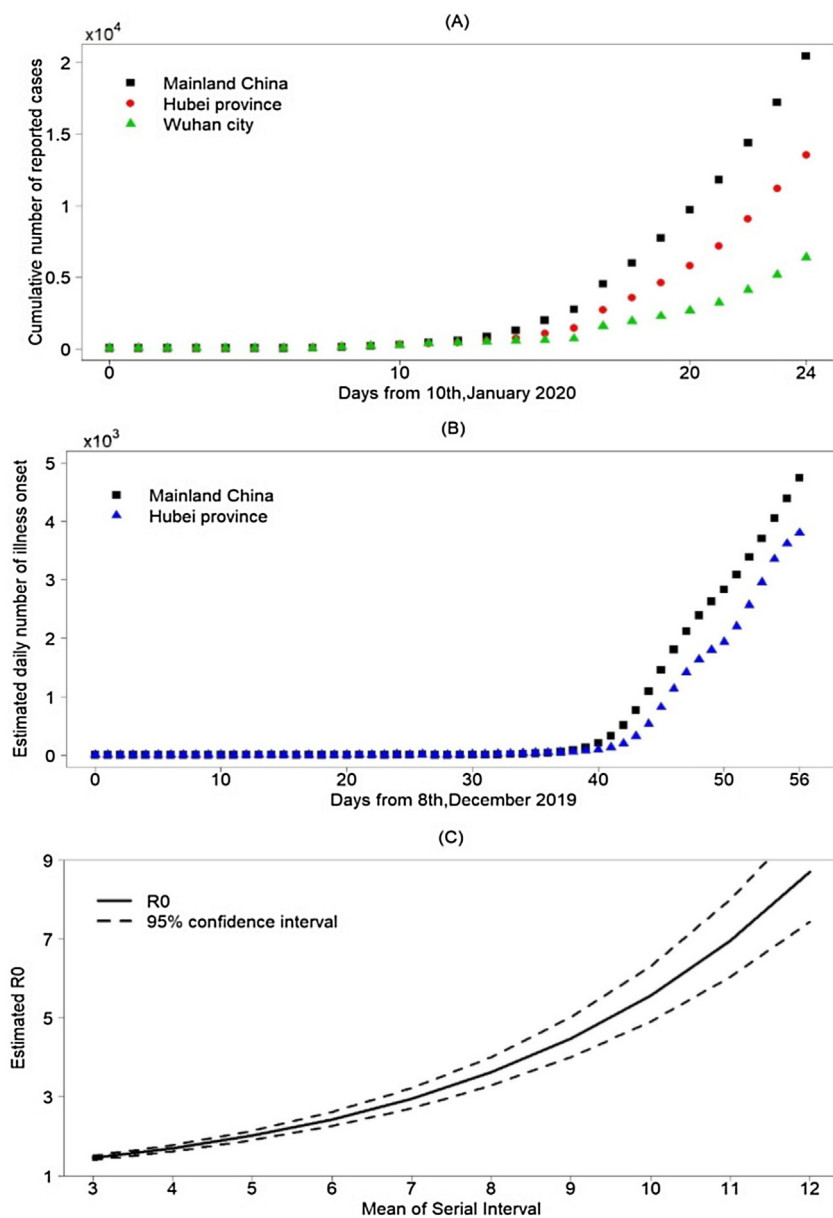 (A)
x10⁴
Mainland China
Hubei province
Wuhan city
2
1.5
1
0.5
0
Cumulative number of reported cases
0 10 20 24
Days from 10th,January 2020
(B)
x10³
Mainland China
Hubei province
5
4
3
2
1
0
Estimated daily number of illness onset
0 10 20 30 40 50 56
Days from 8th,December 2019
(C)
R0
95% confidence interval
9
7
5
3
1
Estimated R0
3 4 5 6 7 8 9 10 11 12
Mean of Serial Interval